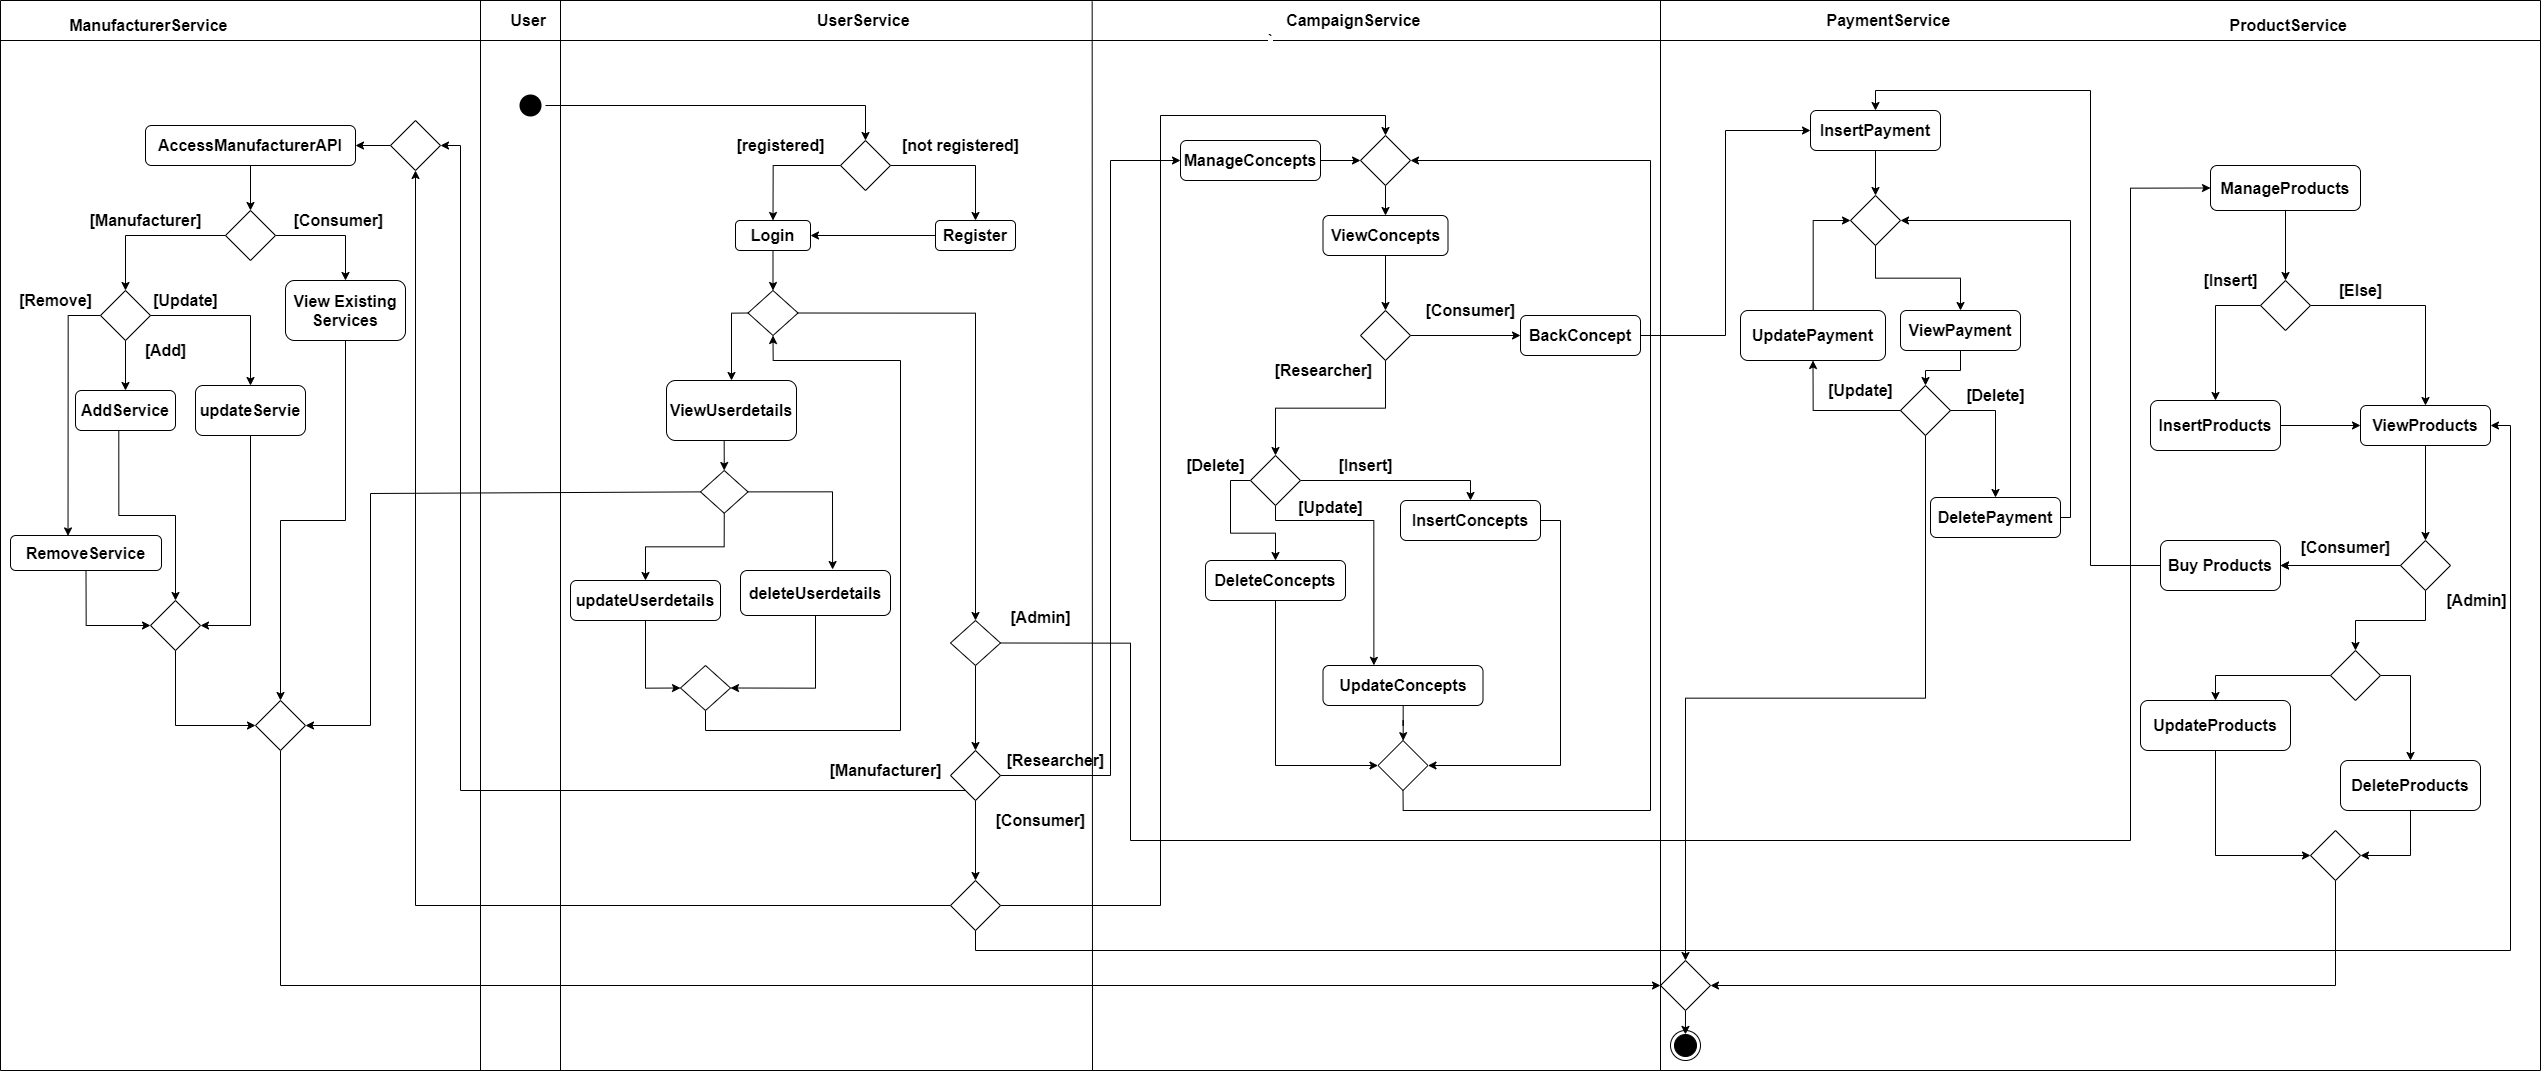 ManufacturerService
User
UserService
CampaignService
`
PaymentService
ProductService
AccessManufacturerAPI
[Manufacturer]
[Consumer]
[Remove]
[Update]
[Add]
View Existing
Services
AddService
updateServie
RemoveService
[registered]
[not registered]
Login
Register
ViewUserdetails
updateUserdetails
deleteUserdetails
[Admin]
[Manufacturer]
[Researcher]
[Consumer]
ManageConcepts
ViewConcepts
[Consumer]
BackConcept
[Researcher]
[Delete]
[Insert]
[Update]
InsertConcepts
DeleteConcepts
UpdateConcepts
InsertPayment
UpdatePayment
ViewPayment
[Update]
[Delete]
DeletePayment
ManageProducts
[Insert]
[Else]
InsertProducts
ViewProducts
[Consumer]
Buy Products
[Admin]
UpdateProducts
DeleteProducts